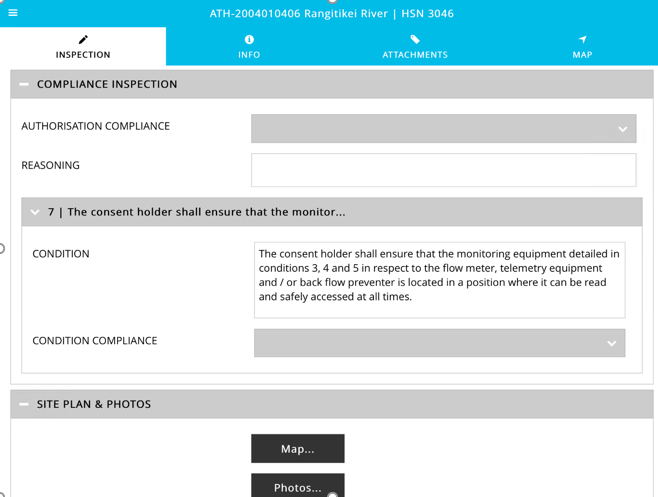 ATH-2004010406 Rangitikei River | HSN 3046
INSPECTION
INFO
ATTACHMENTS
MAP
COMPLIANCE INSPECTION
AUTHORISATION COMPLIANCE
REASONING
7 | The consent holder shall ensure that the monitor...
CONDITION
The consent holder shall ensure that the monitoring equipment detailed in
conditions 3, 4 and 5 in respect to the flow meter, telemetry equipment
and / or back flow preventer is located in a position where it can be read
and safely accessed at all times.
CONDITION COMPLIANCE
SITE PLAN & PHOTOS
Map...
Photos...